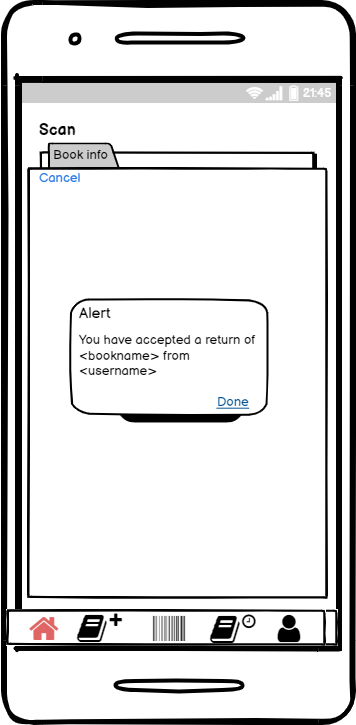 21:45
Scan
Book info
Cancel
Alert
You have accepted a return of
<bookname> from
<username>
Done